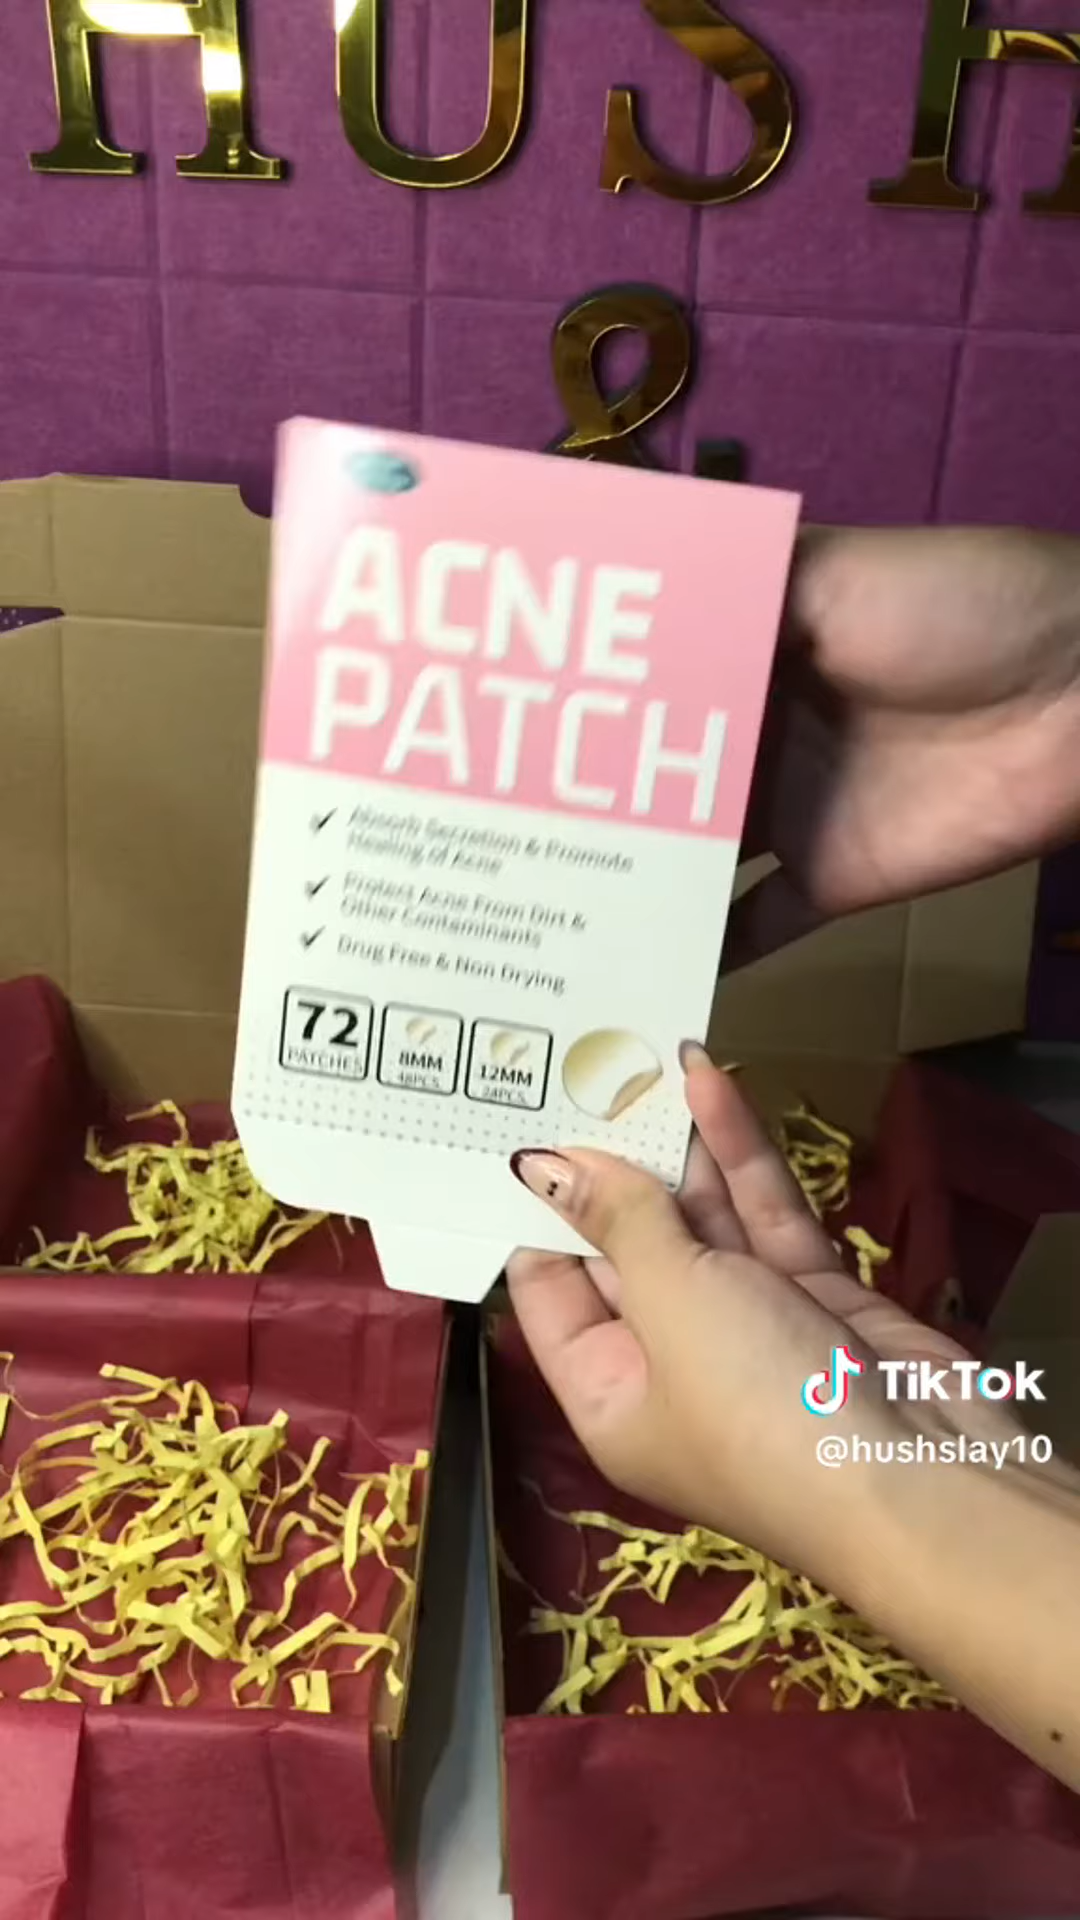 HUSH
&
ACNE
PATCH
Absorb Secretion & Promote
Healing of Acne
Protect Acne From Dirt &
Other Contaminants
Drug Free & Non Drying
72
PATCHES
8MM
48PCS
12MM
24PCS
TikTok
@hushslay10